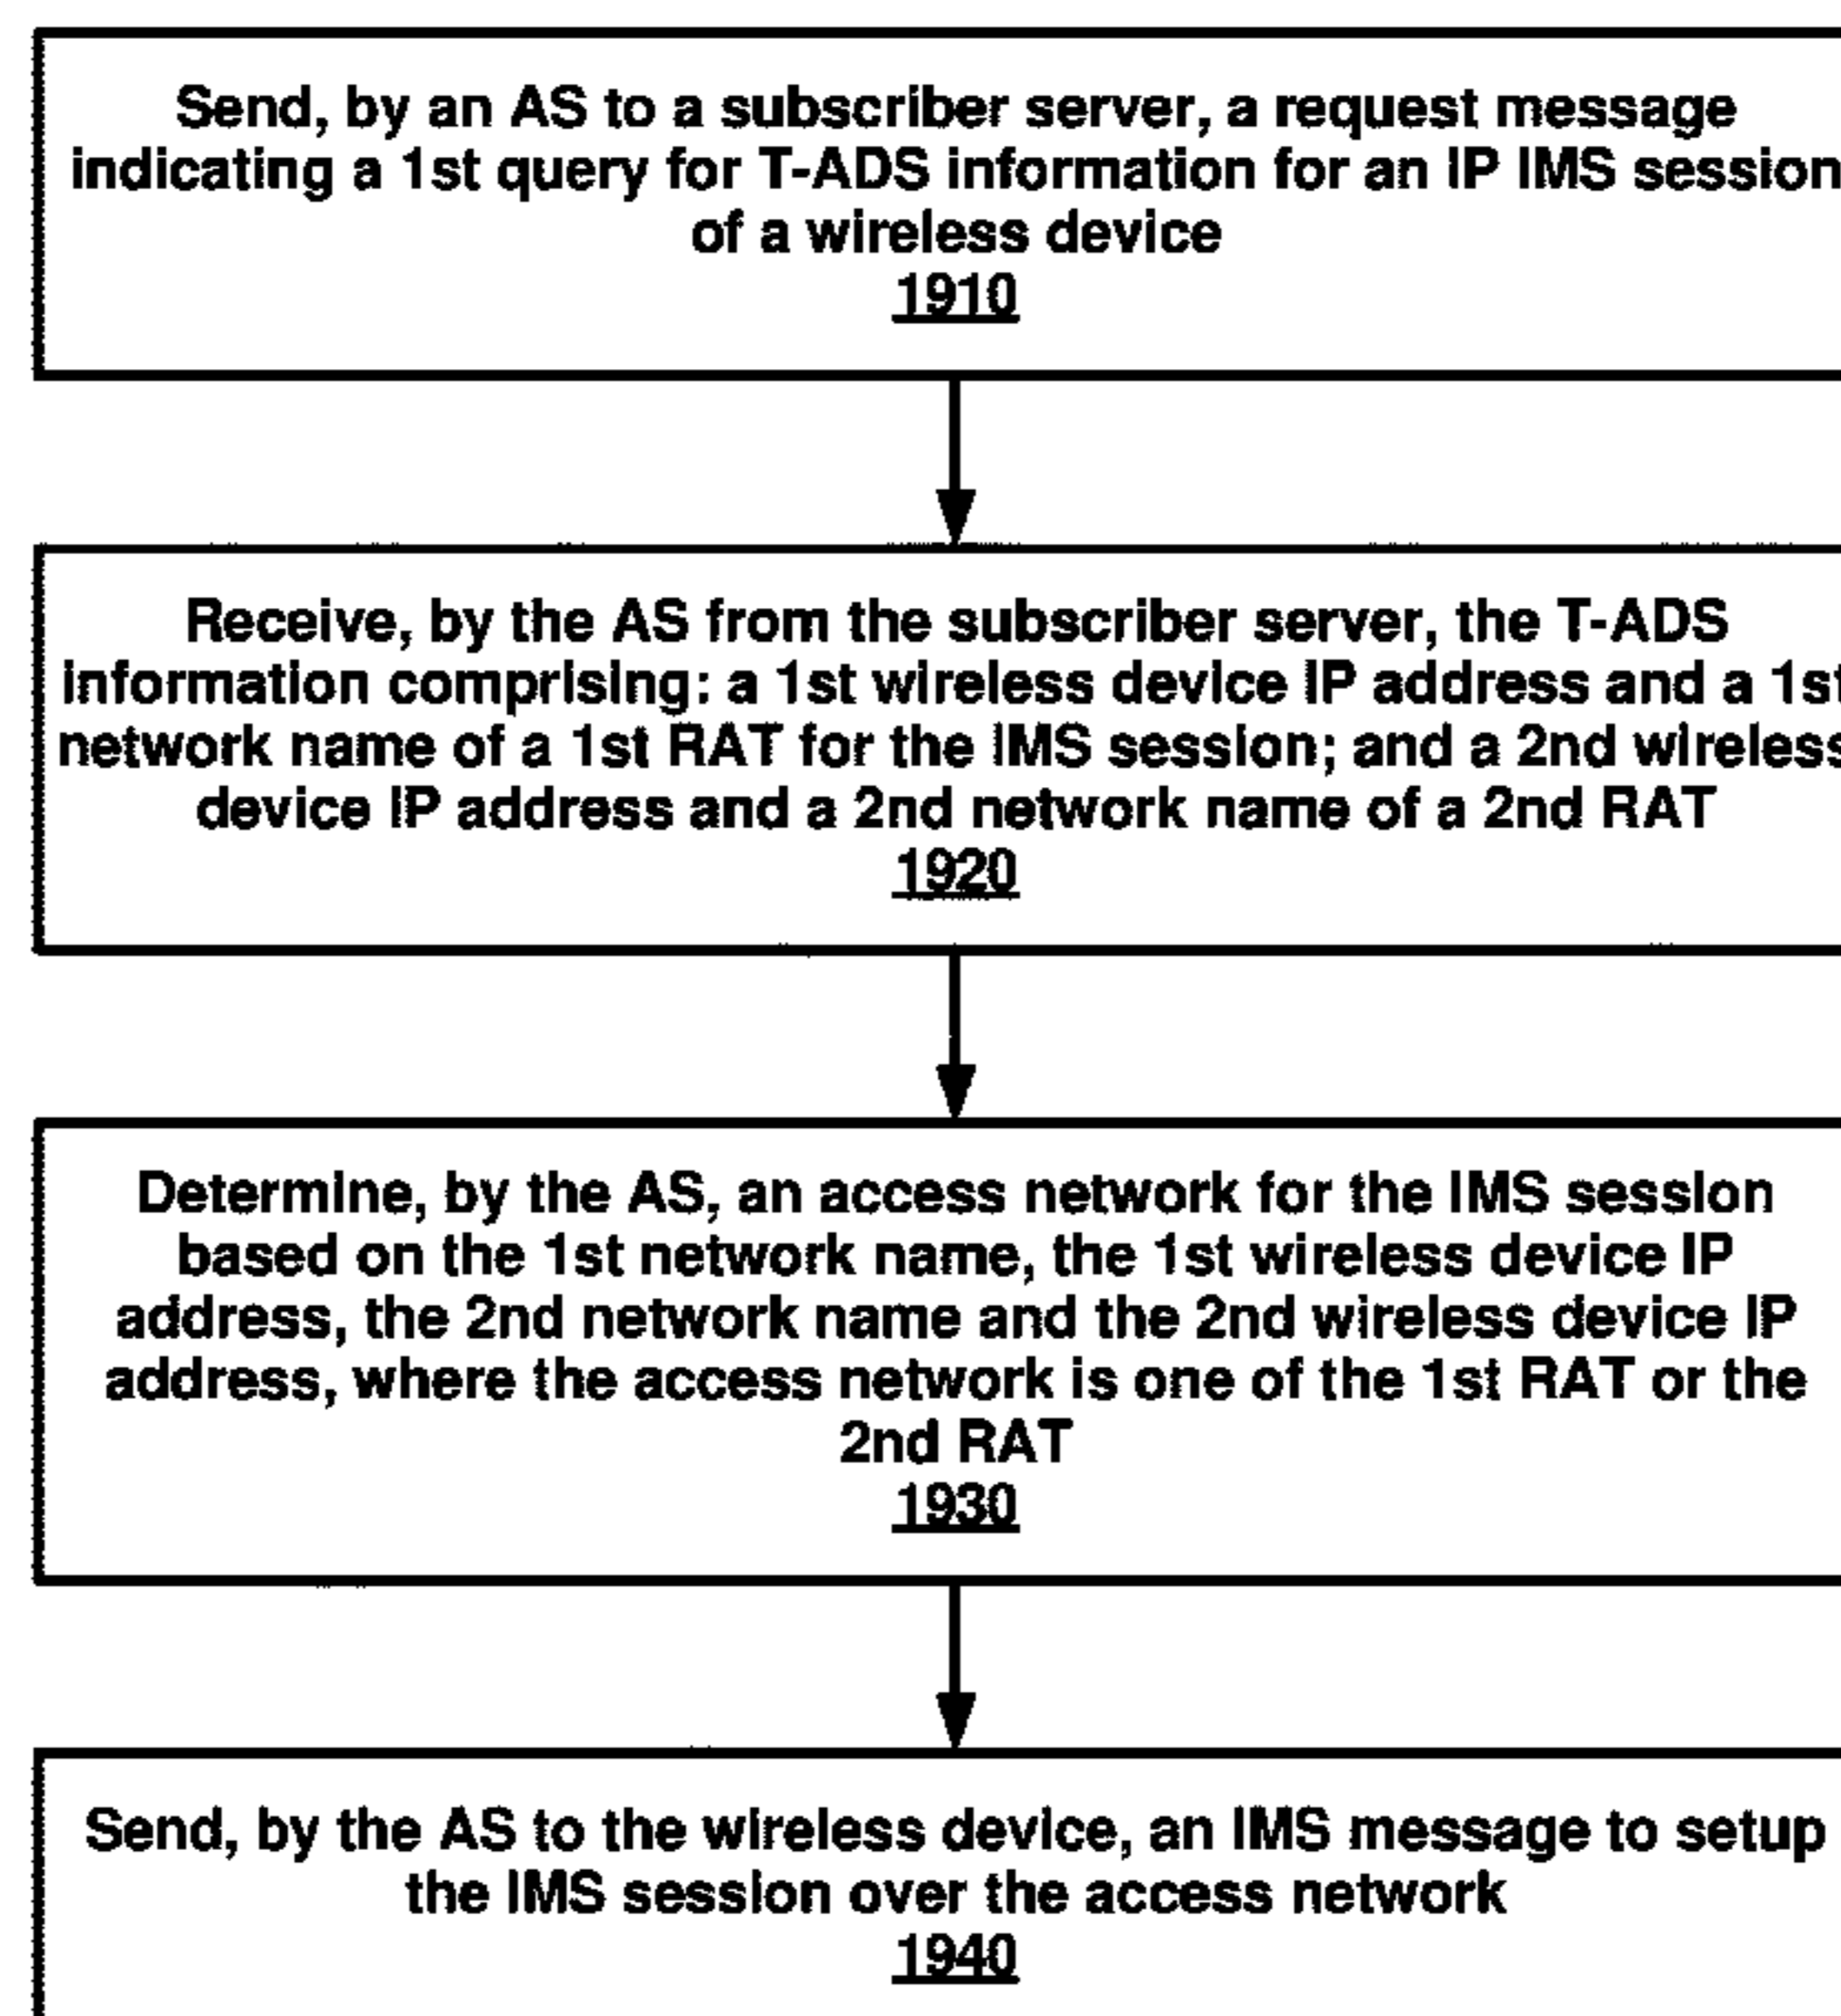 Send, by an AS to a subscriber server, a request message
indicating a 1st query for T-ADS information for an IP IMS session
of a wireless device
1910
Receive, by the AS from the subscriber server, the T-ADS
information comprising: a 1st wireless device IP address and a 1st
network name of a 1st RAT for the IMS session; and a 2nd wireless
device IP address and a 2nd network name of a 2nd RAT
1920
Determine, by the AS, an access network for the IMS session
based on the 1st network name, the 1st wireless device IP
address, the 2nd network name and the 2nd wireless device IP
address, where the access network is one of the 1st RAT or the
2nd RAT
1930
Send, by the AS to the wireless device, an IMS message to setup
the IMS session over the access network
1940